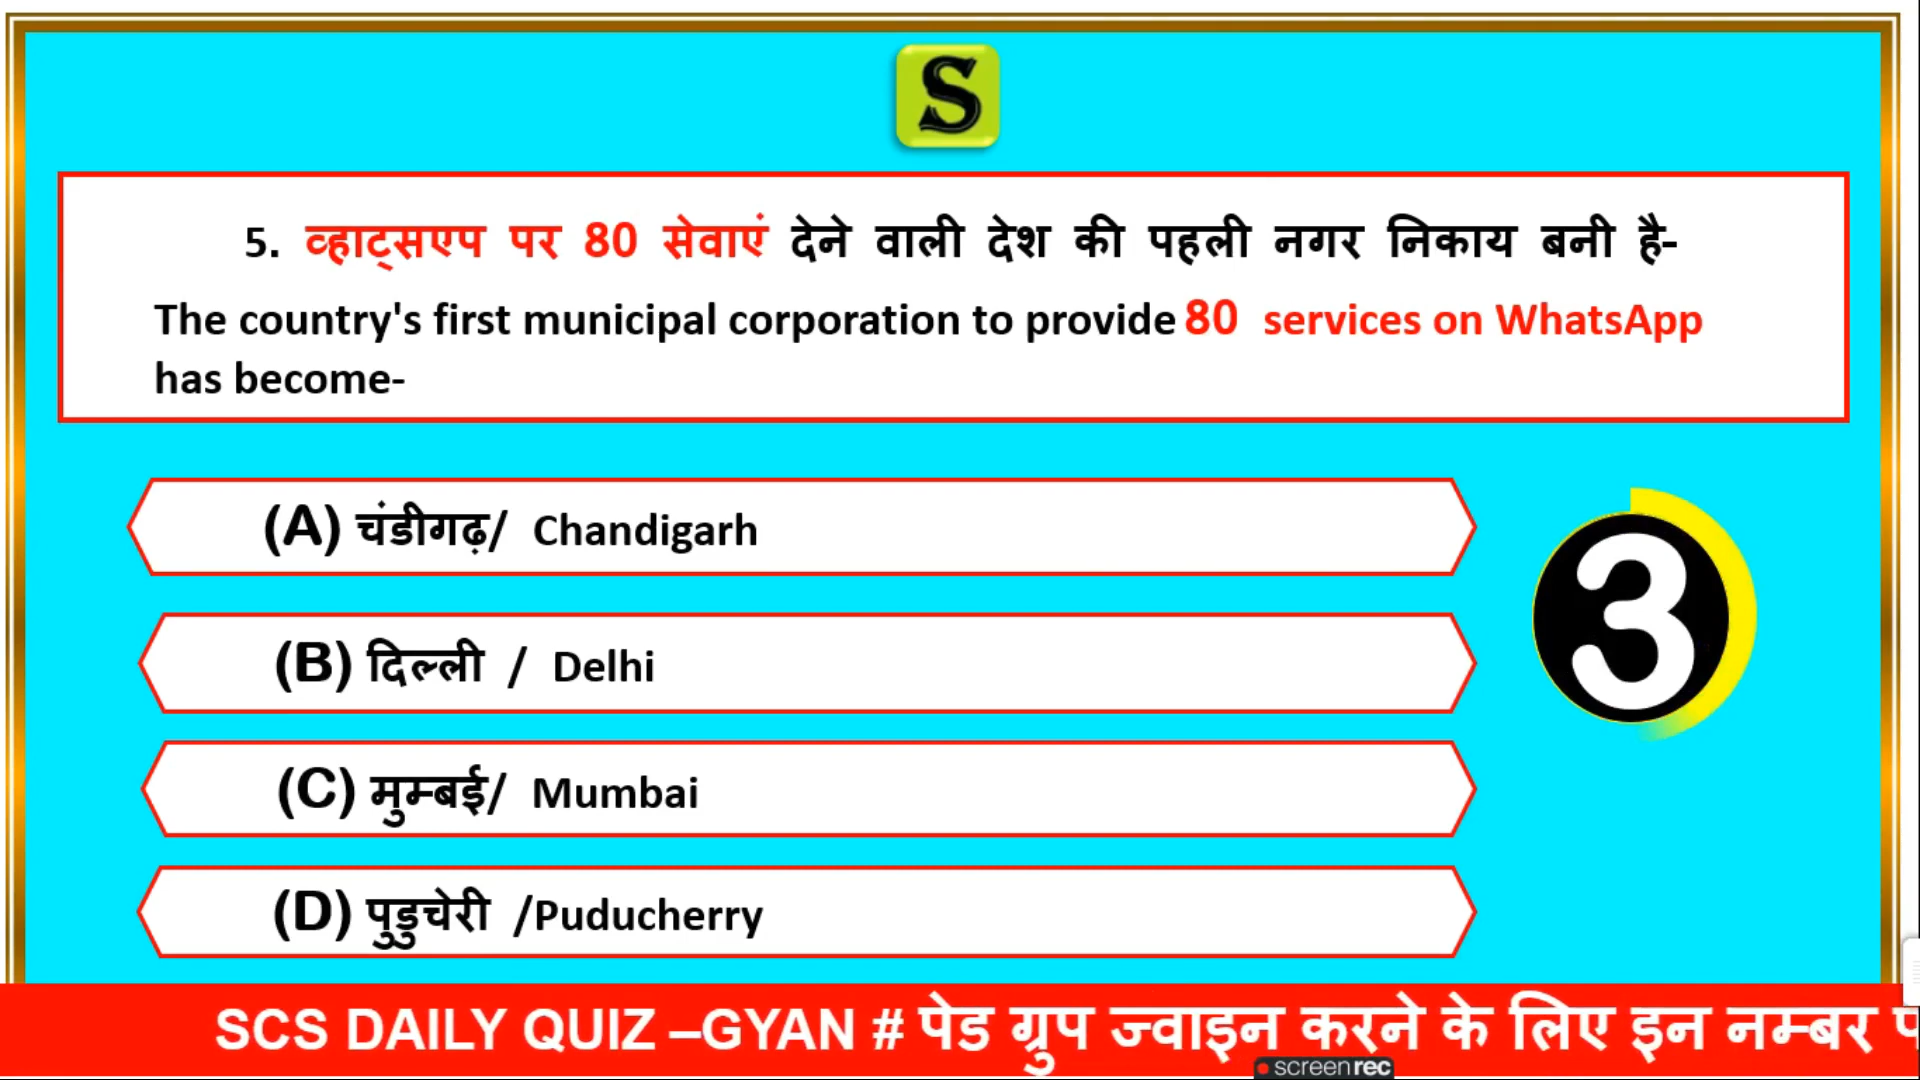 S
5. व्हाट्सएप पर 80 सेवाएं देने वाली देश की पहली नगर निकाय बनी है-
The country's first municipal corporation to provide 80 services on WhatsApp
has become-
(A) चंडीगढ़/ Chandigarh
3
(B) दिल्ली / Delhi
(C) मुम्बई/ Mumbai
(D) पुडुचेरी /Puducherry
SCS DAILY QUIZ –GYAN # पेड ग्रुप ज्वाइन करने के लिए इन नम्बर
screenrec